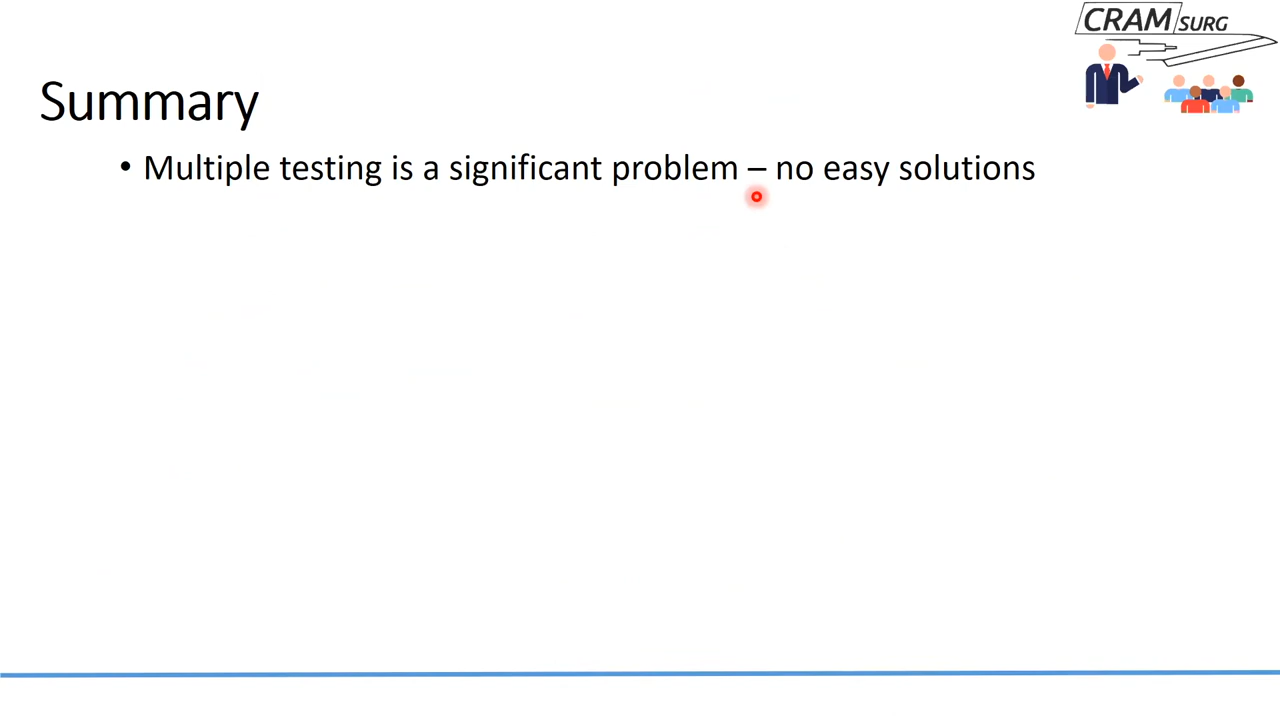 CRAM SURG
Summary
• Multiple testing is a significant problem – no easy solutions